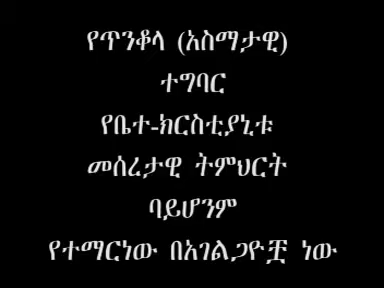 የጥንቆላ (አስማታዊ)
ተግባር
የቤተ-ክርስቲያኒቱ
መሰረታዊ ትምህርት
ባይሆንም
የተማርነው በአገልጋዮቿ ነው